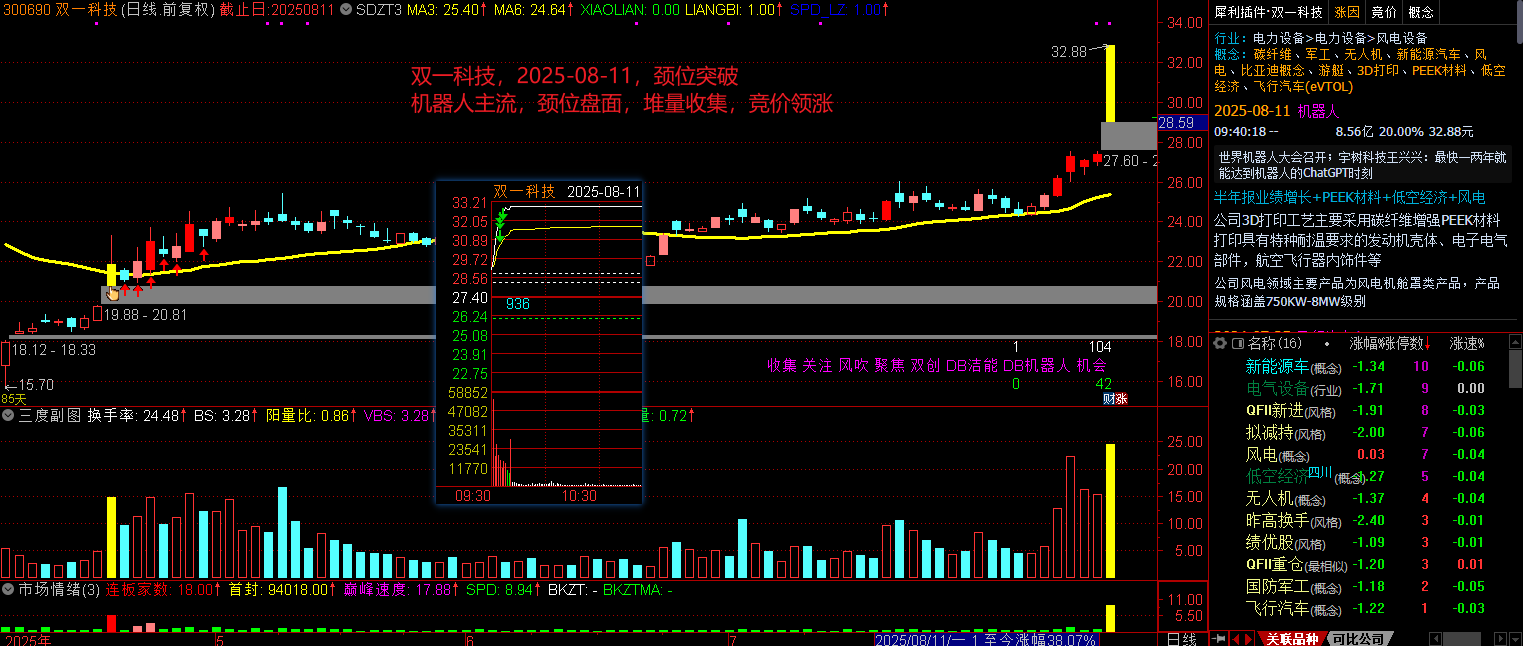 300690 双一科技(日线.前复权) 截止日:20250811 SDZT3 MA3: 25.40↑ MA6: 24.64↑ XIAOLIAN: 0.00 LIANGBI: 1.00↑ SPD_LZ: 1.00↑
双一科技，2025-08-11，颈位突破
机器人主流，颈位盘面，堆量收集，竞价领涨
32.88
34.00
32.00
30.00
28.59
28.00
26.00
24.00
22.00
20.00
18.00
16.00
27.60 - 2
19.88 - 20.81
18.12 - 18.33
15.70
85天
双一科技 2025-08-11
33.21
32.05
30.89
29.72
28.56
27.40
26.24
25.08
23.91
22.75
58852
47082
35311
23541
11770
936
09:30 10:30
1 104
收集 关注 风吹 聚焦 双创 DB洁能 DB机器人 机会
0 42
财涨
三度副图 换手率: 24.48↑ BS: 3.28↑ 阳量比: 0.86↑ VBS: 3.28↑
量: 0.72↑
25.00
20.00
15.00
10.00
5.00
市场情绪(3) 连板家数: 18.00↑ 首封: 94018.00↑ 巅峰速度: 17.88↑ SPD: 8.94↑ BKZT: - BKZTMA: -
11.00
5.50
2025年 5 6 7 2025/08/11/一 1 至今涨幅38.07% 日线
犀利插件·双一科技 涨因 竞价 概念
行业: 电力设备>电力设备>风电设备
概念: 碳纤维、军工、无人机、新能源汽车、风
电、比亚迪概念、游艇、3D打印、PEEK材料、低空
经济、飞行汽车(eVTOL)
2025-08-11 机器人
09:40:18 -- 8.56亿 20.00% 32.88元
世界机器人大会召开；宇树科技王兴兴：最快一两年就
能达到机器人的ChatGPT时刻
半年报业绩增长+PEEK材料+低空经济+风电
公司3D打印工艺主要采用碳纤维增强PEEK材料
打印具有特种耐温要求的发动机壳体、电子电气
部件，航空飞行器内饰件等
公司风电领域主要产品为风电机舱罩类产品，产品
规格涵盖750KW-8MW级别
名称(16) 涨幅% 涨停数↓ 涨速%
新能源车(概念) -1.34 10 -0.06
电气设备(行业) -1.71 9 0.00
QFII新进(风格) -1.91 8 -0.03
拟减持(风格) -2.00 7 -0.06
风电(概念) 0.03 7 -0.04
低空经济四川(概念) 1.27 5 -0.04
无人机(概念) -1.37 4 -0.04
昨高换手(风格) -2.40 3 -0.01
绩优股(风格) -1.09 3 -0.01
QFII重仓(最相似) -1.20 3 0.01
国防军工(概念) -1.18 2 -0.05
飞行汽车(概念) -1.22 1 -0.03
关联品种 可比公司